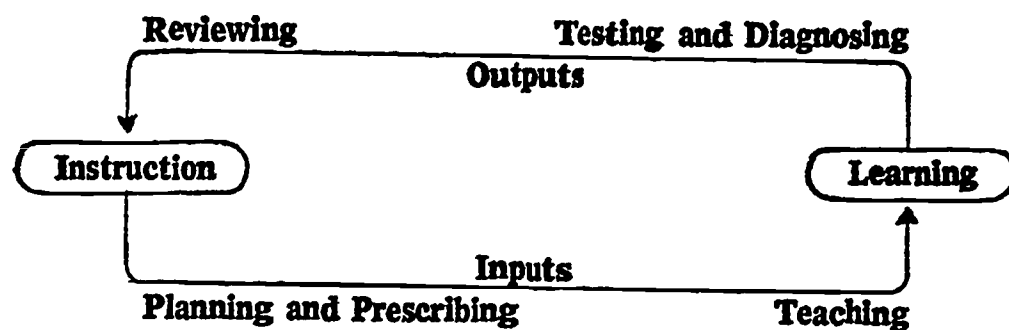 Reviewing
Testing and Diagnosing
Outputs
Instruction
Learning
Inputs
Planning and Prescribing
Teaching